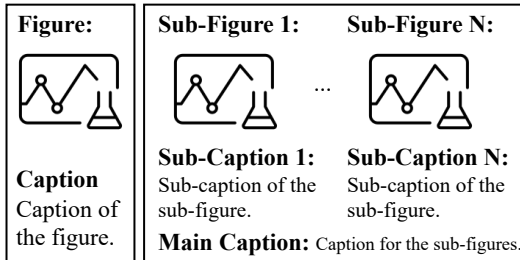 Figure:
Caption
Caption of
the figure.
Sub-Figure 1:
...
Sub-Figure N:
Sub-Caption 1:
Sub-caption of the
sub-figure.
Sub-Caption N:
Sub-caption of the
sub-figure.
Main Caption: Caption for the sub-figures.